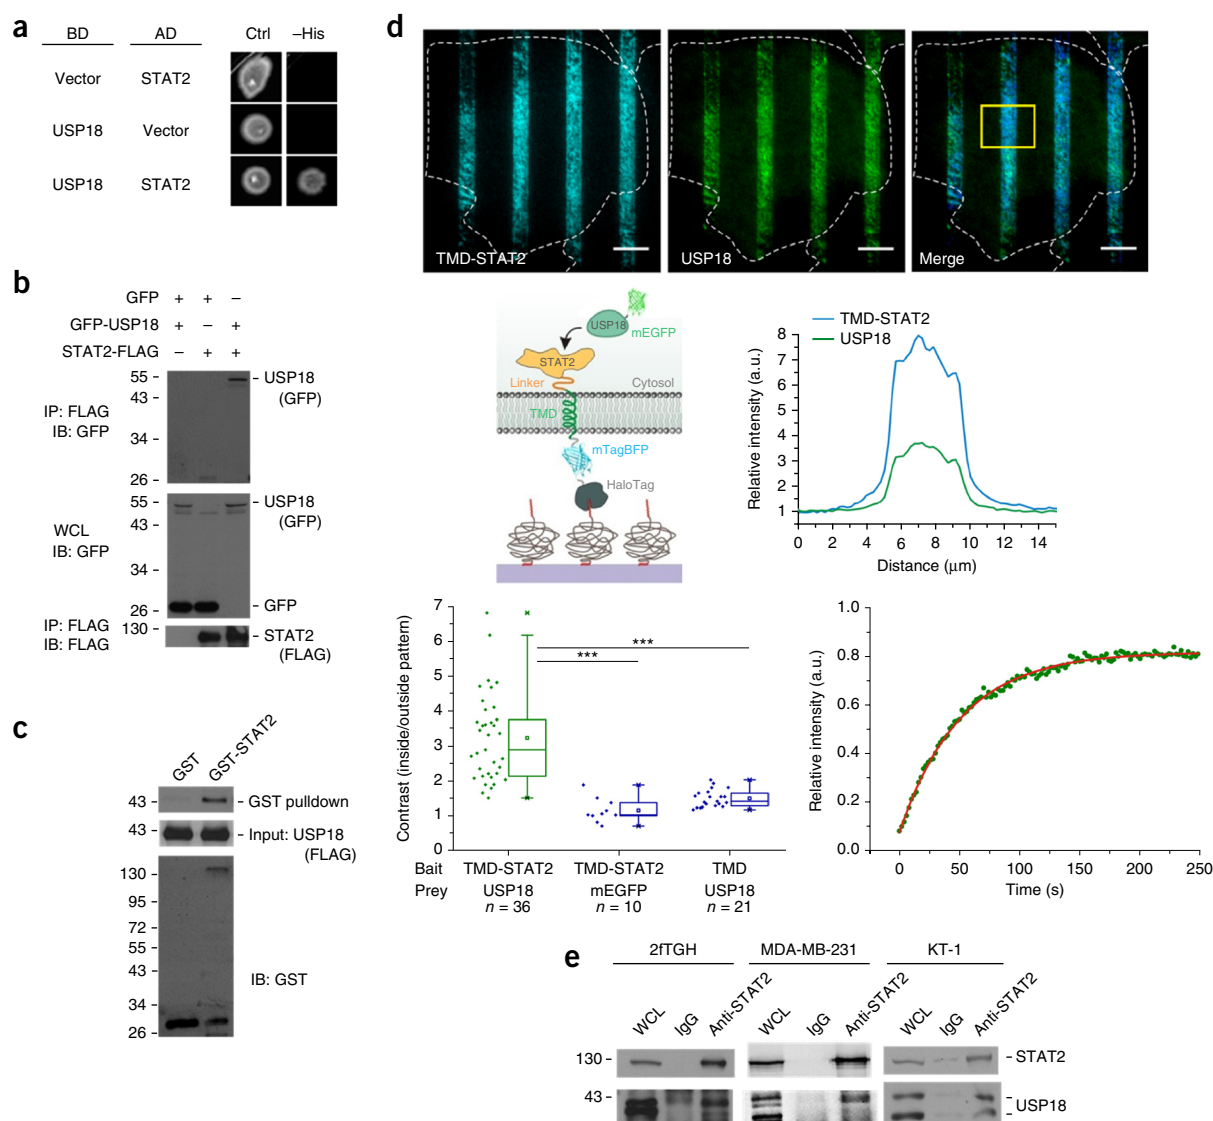 a
BD AD Ctrl –His
Vector STAT2
USP18 Vector
USP18 STAT2
b
GFP + + –
GFP-USP18 + – +
STAT2-FLAG – + +
IP: FLAG
IB: GFP
55
43
34
26
USP18
(GFP)
WCL
IB: GFP
55
43
34
26
USP18
(GFP)
GFP
IP: FLAG
IB: FLAG
130
STAT2
(FLAG)
c
GST GST-STAT2
43 GST pulldown
43 Input: USP18
(FLAG)
130
95
72
55
43
34
26
IB: GST
d
TMD-STAT2 USP18 Merge
USP18
mEGFP
STAT2
Linker
Cytosol
TMD
mTagBFP
HaloTag
TMD-STAT2
USP18
Relative intensity (a.u.)
8
7
6
5
4
3
2
1
0 2 4 6 8 10 12 14
Distance (μm)
Contrast (inside/outside pattern)
7
6
5
4
3
2
1
0
***
***
Bait TMD-STAT2 TMD-STAT2 TMD
Prey USP18 mEGFP USP18
n = 36 n = 10 n = 21
Relative intensity (a.u.)
1.0
0.8
0.6
0.4
0.2
0.0
0 50 100 150 200 250
Time (s)
e
2fTGH MDA-MB-231 KT-1
WCL IgG Anti-STAT2 WCL IgG Anti-STAT2 WCL IgG Anti-STAT2
130 STAT2
43 USP18